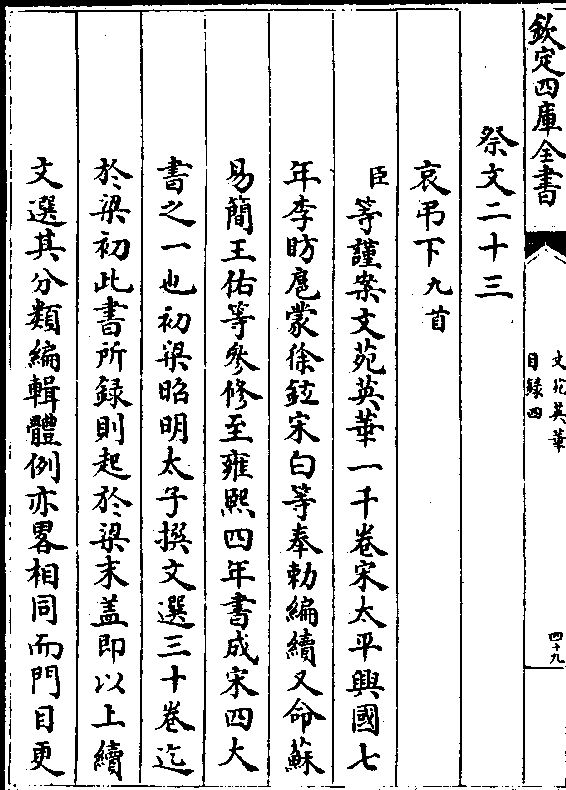 欽定四庫全書
文苑英華
目録四
四十九
祭文二十三
哀弔下九首
臣等謹案文苑英華一千卷宋太平興國七
年李昉扈蒙徐鉉宋白等奉勅編續又命蘇
易簡王佑等參修至雍熙四年書成宋四大
書之一也初梁昭明太子撰文選三十卷迄
於梁初此書所録則起於梁末盖即以上續
文選其分類編輯體例亦畧相同而門目更